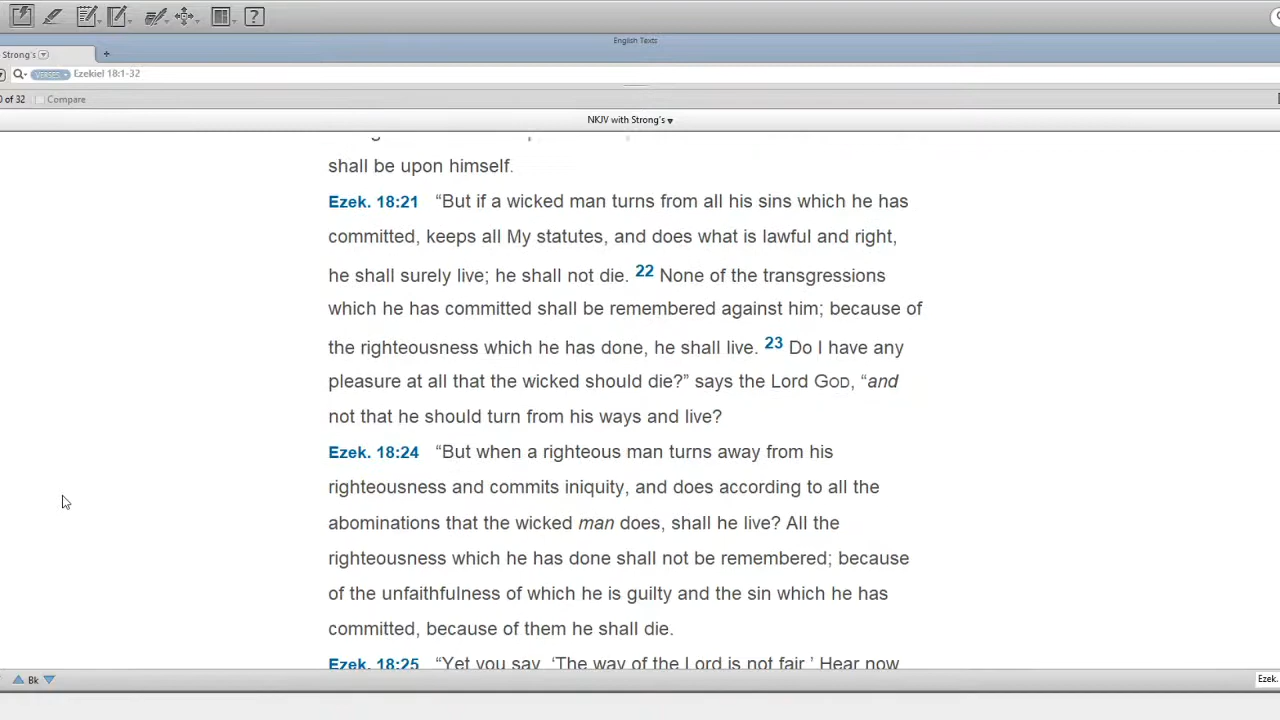 English Texts
Strong's
+
VERSES Ezekiel 18:1-32
of 32 Compare
NKJV with Strong's
shall be upon himself.
Ezek. 18:21 “But if a wicked man turns from all his sins which he has
committed, keeps all My statutes, and does what is lawful and right,
he shall surely live; he shall not die. 22 None of the transgressions
which he has committed shall be remembered against him; because of
the righteousness which he has done, he shall live. 23 Do I have any
pleasure at all that the wicked should die?” says the Lord GOD, “and
not that he should turn from his ways and live?
Ezek. 18:24 “But when a righteous man turns away from his
righteousness and commits iniquity, and does according to all the
abominations that the wicked man does, shall he live? All the
righteousness which he has done shall not be remembered; because
of the unfaithfulness of which he is guilty and the sin which he has
committed, because of them he shall die.
Ezek. 18:25 “Yet you say, ‘The way of the Lord is not fair.’ Hear now
Bk
Ezek.